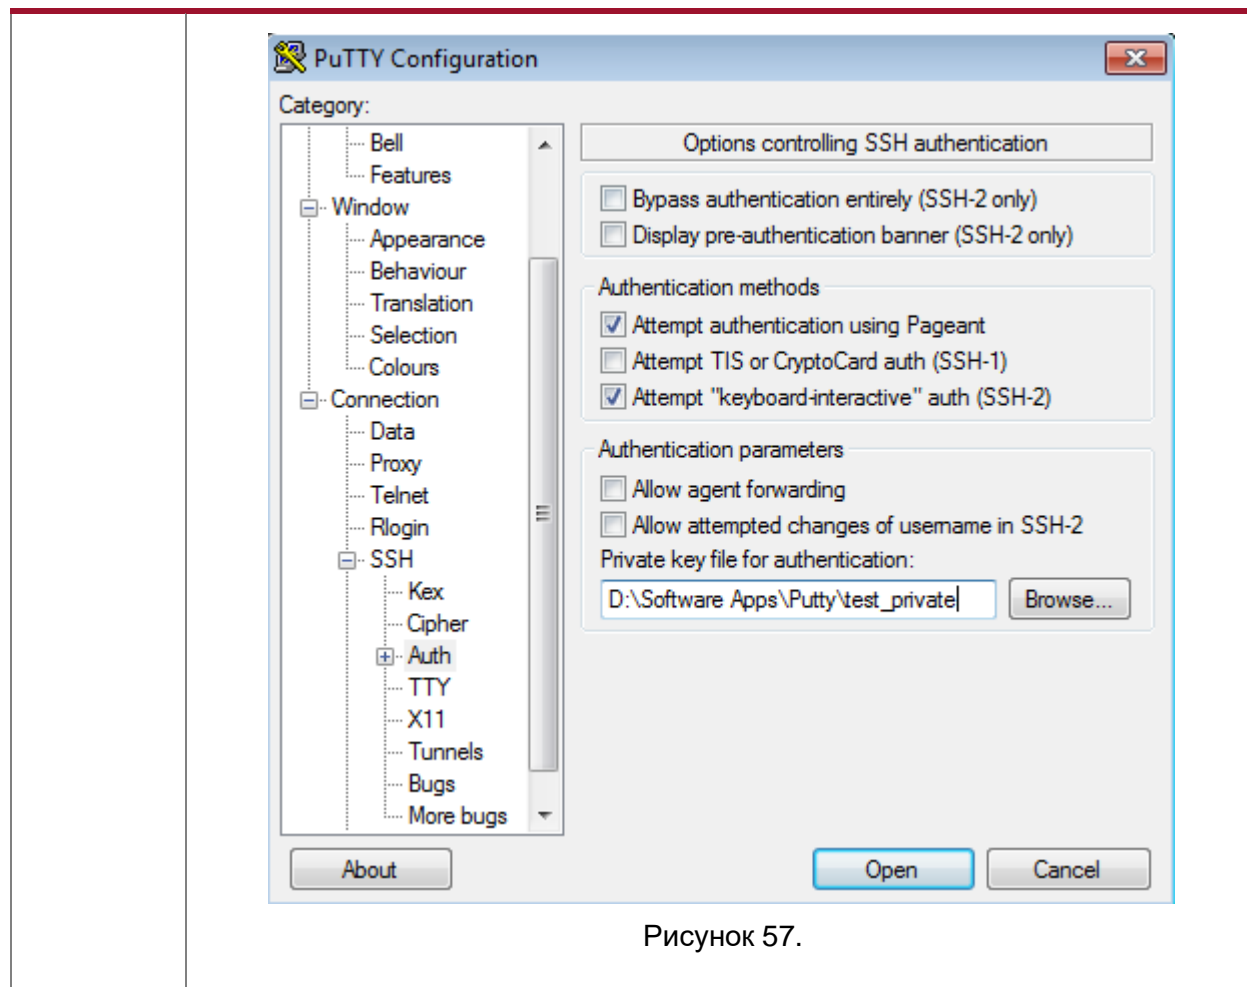 PuTTY Configuration
Category:
Bell
Features
Window
Appearance
Behaviour
Translation
Selection
Colours
Connection
Data
Proxy
Telnet
Rlogin
SSH
Kex
Cipher
Auth
TTY
X11
Tunnels
Bugs
More bugs
Options controlling SSH authentication
Bypass authentication entirely (SSH-2 only)
Display pre-authentication banner (SSH-2 only)
Authentication methods
Attempt authentication using Pageant
Attempt TIS or CryptoCard auth (SSH-1)
Attempt "keyboard-interactive" auth (SSH-2)
Authentication parameters
Allow agent forwarding
Allow attempted changes of username in SSH-2
Private key file for authentication:
D:\Software Apps\Putty\test_private
Browse...
About
Open
Cancel
Рисунок 57.